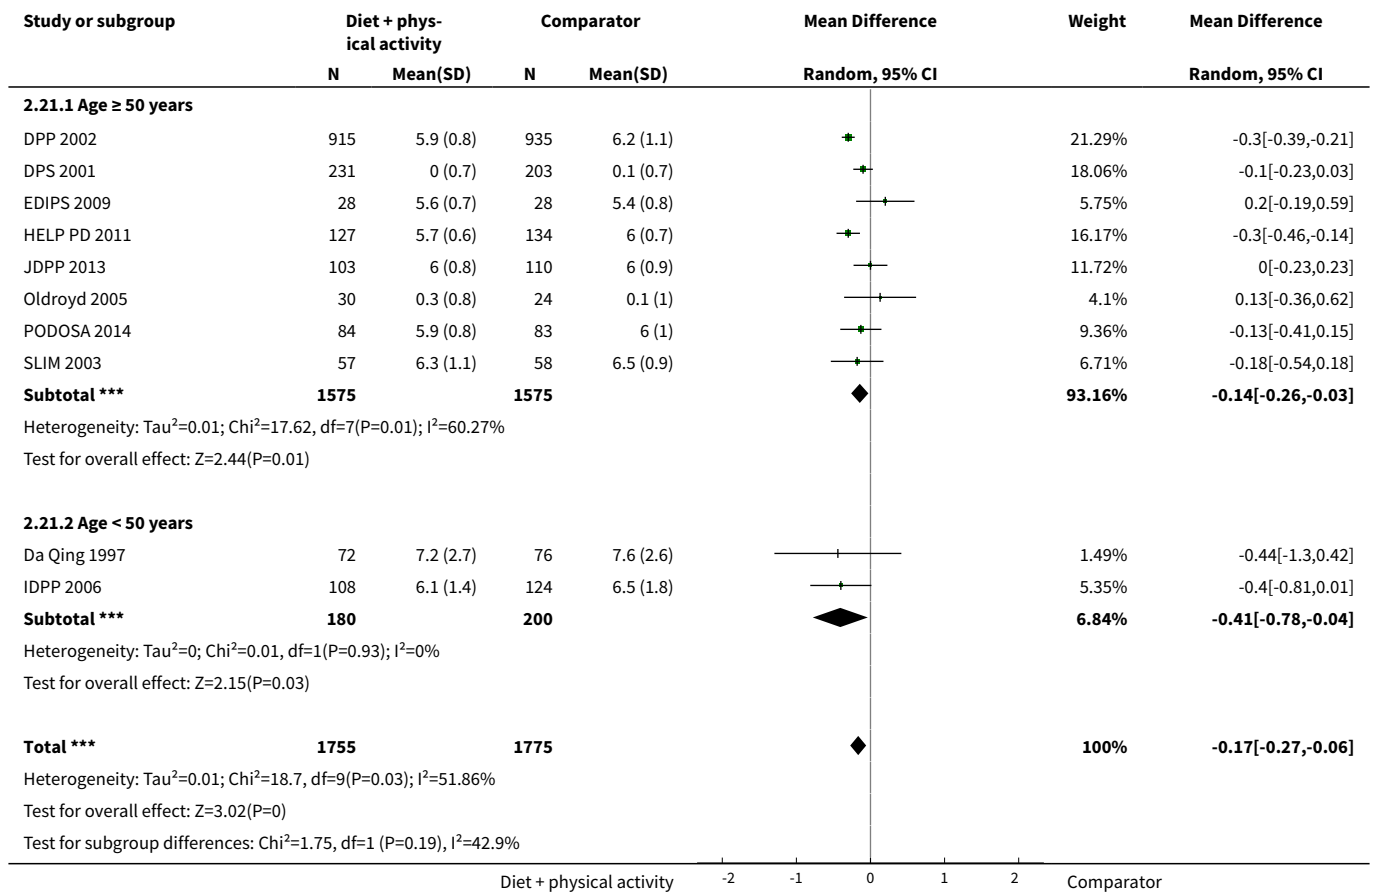 Study or subgroup Diet + phys- Comparator Mean Difference Weight Mean Difference
ical activity
N Mean(SD) N Mean(SD) Random, 95% CI Random, 95% CI
2.21.1 Age ≥ 50 years
DPP 2002 915 5.9 (0.8) 935 6.2 (1.1) 21.29% -0.3[-0.39,-0.21]
DPS 2001 231 0 (0.7) 203 0.1 (0.7) 18.06% -0.1[-0.23,0.03]
EDIPS 2009 28 5.6 (0.7) 28 5.4 (0.8) 5.75% 0.2[-0.19,0.59]
HELP PD 2011 127 5.7 (0.6) 134 6 (0.7) 16.17% -0.3[-0.46,-0.14]
JDPP 2013 103 6 (0.8) 110 6 (0.9) 11.72% 0[-0.23,0.23]
Oldroyd 2005 30 0.3 (0.8) 24 0.1 (1) 4.1% 0.13[-0.36,0.62]
PODOSA 2014 84 5.9 (0.8) 83 6 (1) 9.36% -0.13[-0.41,0.15]
SLIM 2003 57 6.3 (1.1) 58 6.5 (0.9) 6.71% -0.18[-0.54,0.18]
Subtotal *** 1575 1575 93.16% -0.14[-0.26,-0.03]
Heterogeneity: Tau²=0.01; Chi²=17.62, df=7(P=0.01); I²=60.27%
Test for overall effect: Z=2.44(P=0.01)
2.21.2 Age < 50 years
Da Qing 1997 72 7.2 (2.7) 76 7.6 (2.6) 1.49% -0.44[-1.3,0.42]
IDPP 2006 108 6.1 (1.4) 124 6.5 (1.8) 5.35% -0.4[-0.81,0.01]
Subtotal *** 180 200 6.84% -0.41[-0.78,-0.04]
Heterogeneity: Tau²=0; Chi²=0.01, df=1(P=0.93); I²=0%
Test for overall effect: Z=2.15(P=0.03)
Total *** 1755 1775 100% -0.17[-0.27,-0.06]
Heterogeneity: Tau²=0.01; Chi²=18.7, df=9(P=0.03); I²=51.86%
Test for overall effect: Z=3.02(P=0)
Test for subgroup differences: Chi²=1.75, df=1 (P=0.19), I²=42.9%
Diet + physical activity -2 -1 0 1 2 Comparator